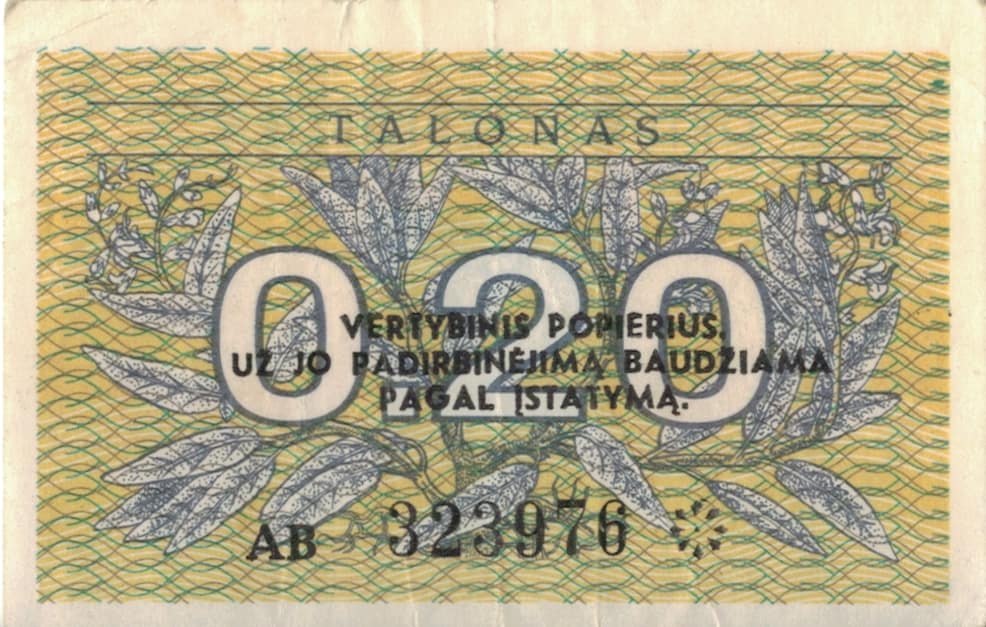 TALONAS
0.20
VERTYBINIS POPIERIUS.
UŽ JO PADIRBINĖJIMĄ BAUDŽIAMA
PAGAL ĮSTATYMĄ.
AB 323976